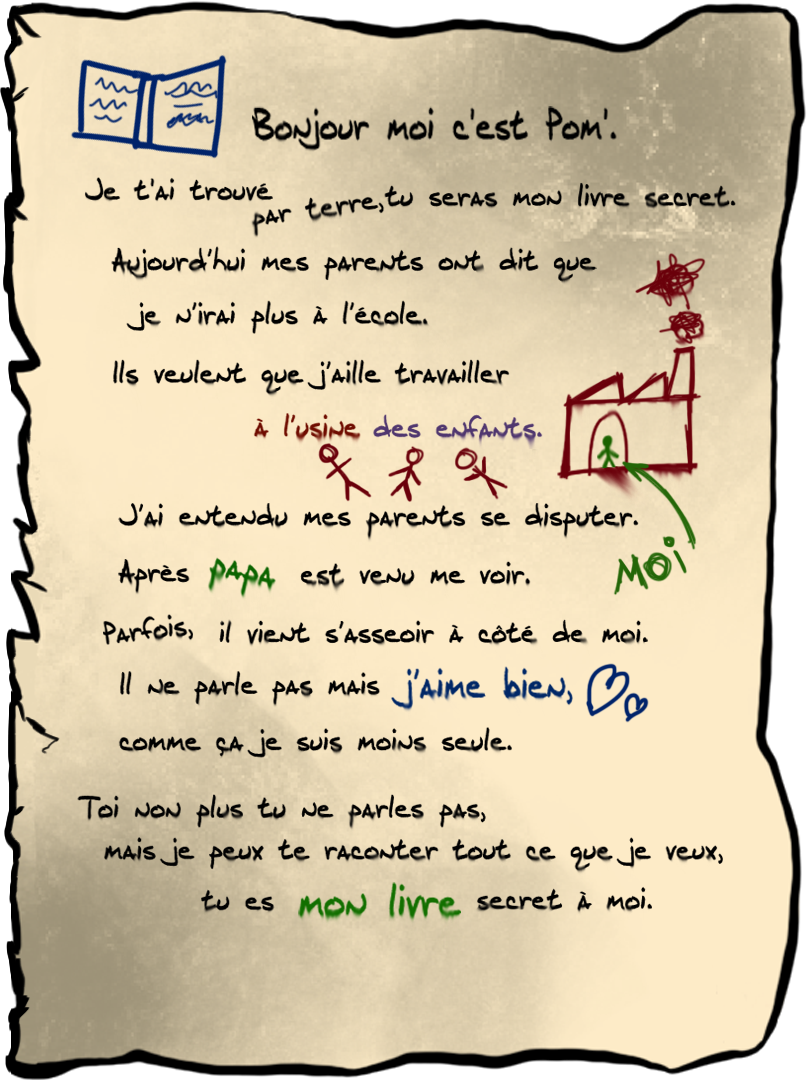 Bonjour moi c'est Pom'.
Je t'ai trouvé par terre, tu seras mon livre secret.
Aujourd'hui mes parents ont dit que
je n'irai plus à l'école.
Ils veulent que j'aille travailler
à l'usine des enfants.
J'ai entendu mes parents se disputer.
Après papa est venu me voir.
Moi
Parfois, il vient s'asseoir à côté de moi.
Il ne parle pas mais j'aime bien,
comme ça je suis moins seule.
Toi non plus tu ne parles pas,
mais je peux te raconter tout ce que je veux,
tu es mon livre secret à moi.